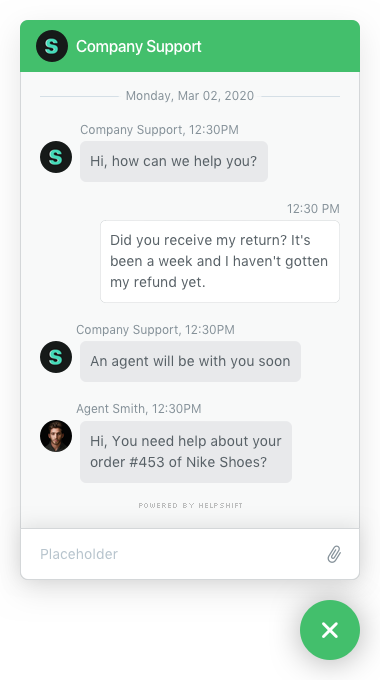 S Company Support
Monday, Mar 02, 2020
Company Support, 12:30PM
S
Hi, how can we help you?
12:30 PM
Did you receive my return? It's
been a week and I haven't gotten
my refund yet.
Company Support, 12:30PM
S
An agent will be with you soon
Agent Smith, 12:30PM
Hi, You need help about your
order #453 of Nike Shoes?
POWERED BY HELPSHIFT
Placeholder